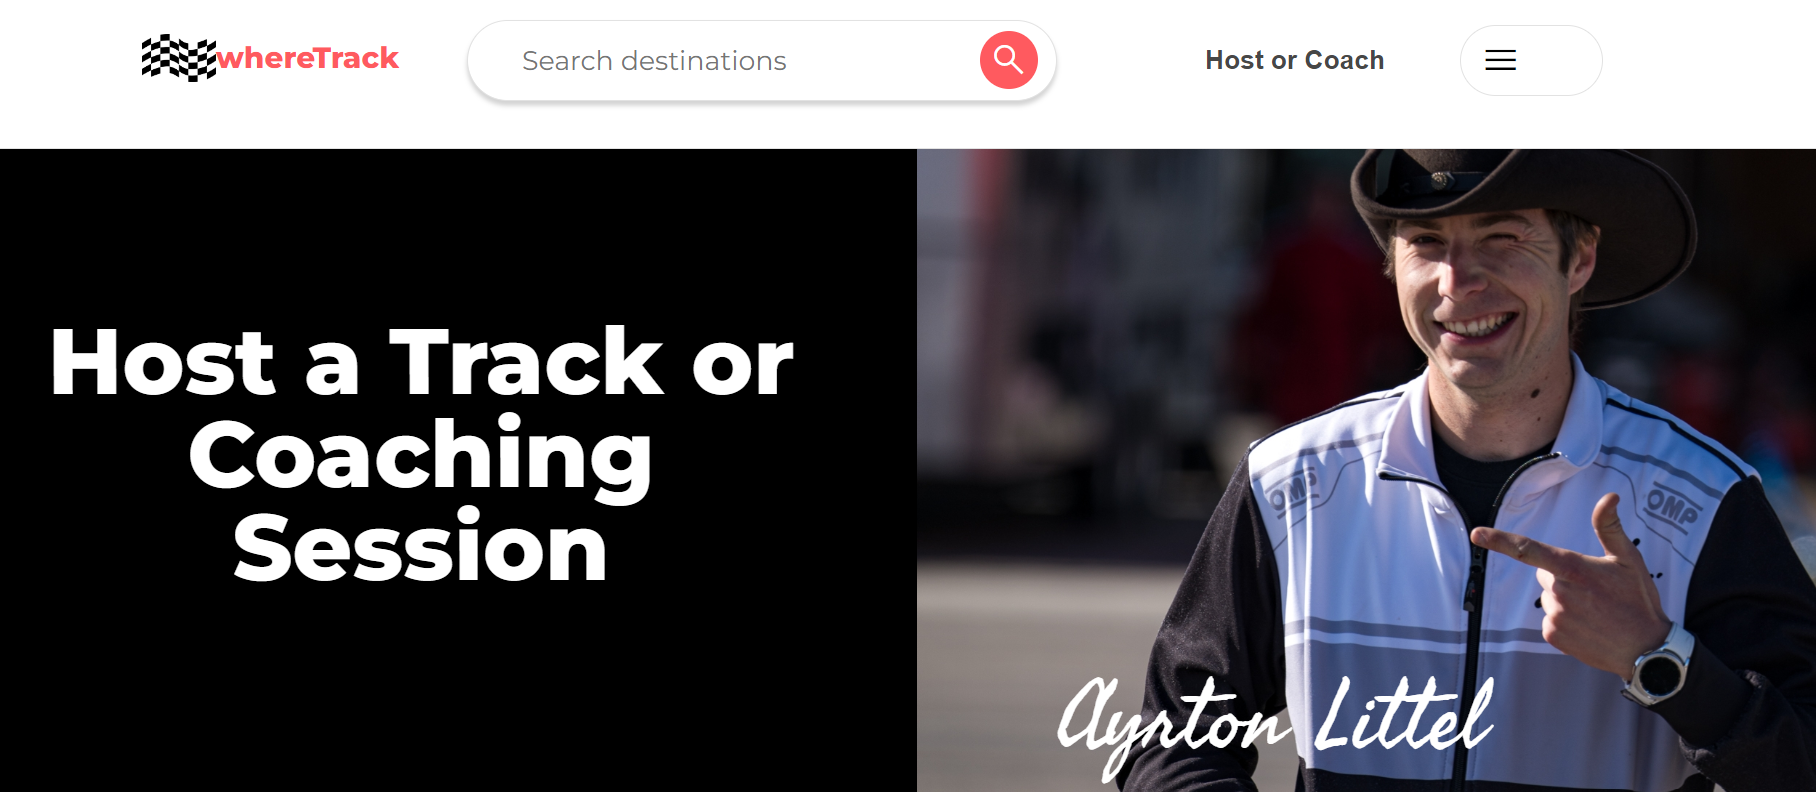 whereTrack
Search destinations
Host or Coach
Host a Track or
Coaching
Session
OMP
OMP
Ayrton Littel